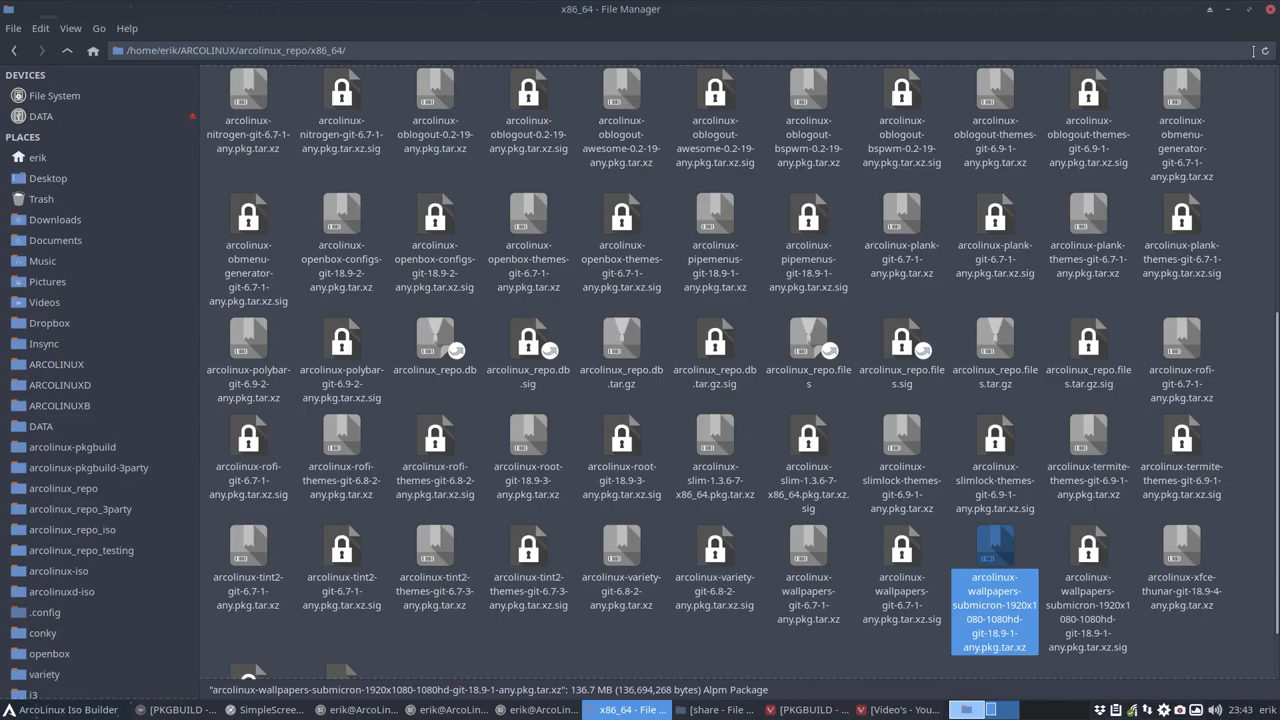 x86_64 - File Manager
File Edit View Go Help
/home/erik/ARCOLINUX/arcolinux_repo/x86_64/
DEVICES
File System
DATA
PLACES
erik
Desktop
Trash
Downloads
Documents
Music
Pictures
Videos
Dropbox
Insync
ARCOLINUX
ARCOLINUXD
ARCOLINUXB
DATA
arcolinux-pkgbuild
arcolinux-pkgbuild-3party
arcolinux_repo
arcolinux_repo_3party
arcolinux_repo_iso
arcolinux_repo_testing
arcolinux-iso
arcolinuxd-iso
.config
conky
openbox
variety
i3
arcolinux- arcolinux- arcolinux- arcolinux- arcolinux- arcolinux- arcolinux- arcolinux- arcolinux- arcolinux- arcolinux-
nitrogen-git-6.7-1- nitrogen-git-6.7-1- oblogout-0.2-19- oblogout-0.2-19- oblogout- oblogout- oblogout- oblogout- oblogout-themes- oblogout-themes- obmenu-
any.pkg.tar.xz any.pkg.tar.xz.sig any.pkg.tar.xz any.pkg.tar.xz.sig awesome-0.2-19- awesome-0.2-19- bspwm-0.2-19- bspwm-0.2-19- git-6.9-1- git-6.9-1- generator-
any.pkg.tar.xz any.pkg.tar.xz.sig any.pkg.tar.xz any.pkg.tar.xz.sig any.pkg.tar.xz any.pkg.tar.xz.sig git-6.7-1-
any.pkg.tar.xz
arcolinux- arcolinux- arcolinux- arcolinux- arcolinux- arcolinux- arcolinux- arcolinux-plank- arcolinux-plank- arcolinux-plank- arcolinux-plank-
obmenu- openbox-configs- openbox-configs- openbox-themes- openbox-themes- pipemenus- pipemenus- git-6.7-1- git-6.7-1- themes-git-6.7-1- themes-git-6.7-1-
generator- git-18.9-2- git-18.9-2- git-6.7-1- git-6.7-1- git-18.9-1- git-18.9-1- any.pkg.tar.xz any.pkg.tar.xz.sig any.pkg.tar.xz any.pkg.tar.xz.sig
git-6.7-1- any.pkg.tar.xz any.pkg.tar.xz.sig any.pkg.tar.xz any.pkg.tar.xz.sig any.pkg.tar.xz any.pkg.tar.xz.sig
any.pkg.tar.xz.sig
arcolinux-polybar- arcolinux-polybar- arcolinux_repo.db arcolinux_repo.db arcolinux_repo.db arcolinux_repo.db arcolinux_repo.file arcolinux_repo.file arcolinux_repo.file arcolinux_repo.file arcolinux-rofi-
git-6.9-2- git-6.9-2- .sig .tar.gz .tar.gz.sig s s.sig s.tar.gz s.tar.gz.sig git-6.7-1-
any.pkg.tar.xz any.pkg.tar.xz.sig any.pkg.tar.xz
arcolinux-rofi- arcolinux-rofi- arcolinux-rofi- arcolinux-root- arcolinux-root- arcolinux- arcolinux- arcolinux- arcolinux- arcolinux-termite- arcolinux-termite-
git-6.7-1- themes-git-6.8-2- themes-git-6.8-2- git-18.9-3- git-18.9-3- slim-1.3.6-7- slim-1.3.6-7- slimlock-themes- slimlock-themes- themes-git-6.9-1- themes-git-6.9-1-
any.pkg.tar.xz.sig any.pkg.tar.xz any.pkg.tar.xz.sig any.pkg.tar.xz any.pkg.tar.xz.sig x86_64.pkg.tar.xz x86_64.pkg.tar.xz. git-6.9-1- git-6.9-1- any.pkg.tar.xz any.pkg.tar.xz.sig
sig any.pkg.tar.xz any.pkg.tar.xz.sig
arcolinux-tint2- arcolinux-tint2- arcolinux-tint2- arcolinux-tint2- arcolinux-variety- arcolinux-variety- arcolinux- arcolinux- arcolinux- arcolinux- arcolinux-xfce-
git-6.7-1- git-6.7-1- themes-git-6.7-3- themes-git-6.7-3- git-6.8-2- git-6.8-2- wallpapers- wallpapers- wallpapers- wallpapers- thunar-git-18.9-4-
any.pkg.tar.xz any.pkg.tar.xz.sig any.pkg.tar.xz any.pkg.tar.xz.sig any.pkg.tar.xz any.pkg.tar.xz.sig git-6.7-1- git-6.7-1- submicron-1920x1 submicron-1920x1 any.pkg.tar.xz
any.pkg.tar.xz any.pkg.tar.xz.sig 080-1080hd- 080-1080hd-
git-18.9-1- git-18.9-1-
any.pkg.tar.xz any.pkg.tar.xz.sig
"arcolinux-wallpapers-submicron-1920x1080-1080hd-git-18.9-1-any.pkg.tar.xz": 136.7 MB (136,694,268 bytes) Alpm Package
ArcoLinux Iso Builder [PKGBUILD -... SimpleScree... erik@ArcoLin... erik@ArcoLin... erik@ArcoLin... x86_64 - File ... [share - File ... [PKGBUILD -... [Video's - You... 23:43 erik